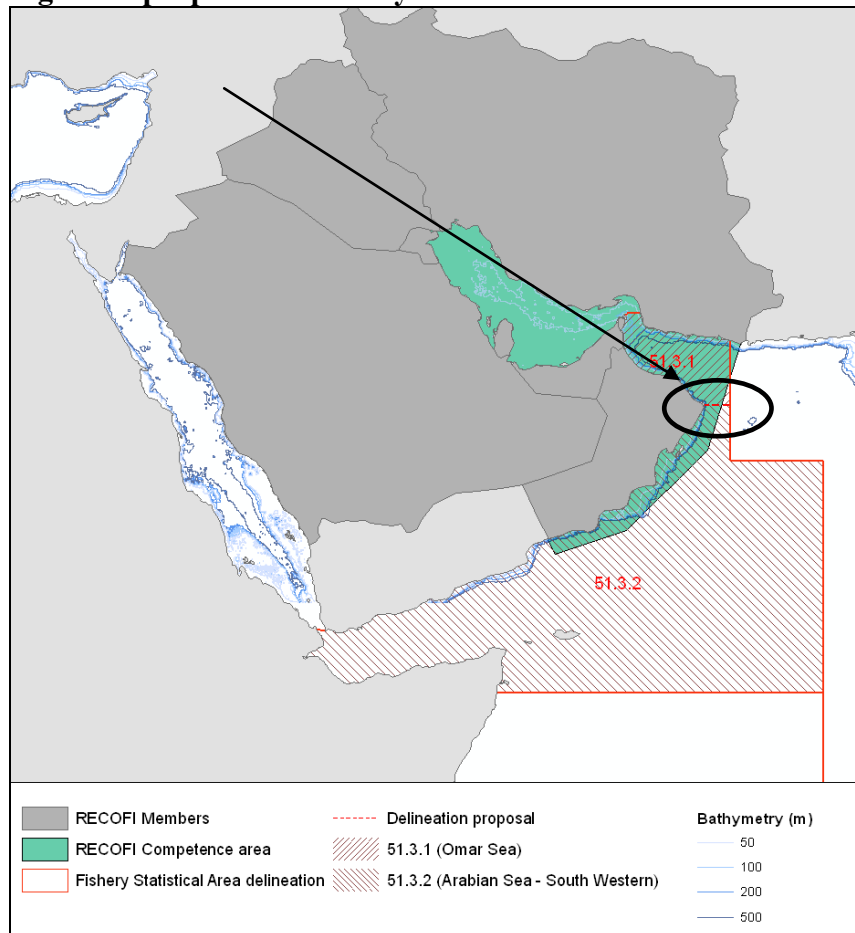 51.3.1
51.3.2
RECOFI Members
RECOFI Competence area
Fishery Statistical Area delineation
Delineation proposal
51.3.1 (Omar Sea)
51.3.2 (Arabian Sea - South Western)
Bathymetry (m)
50
100
200
500